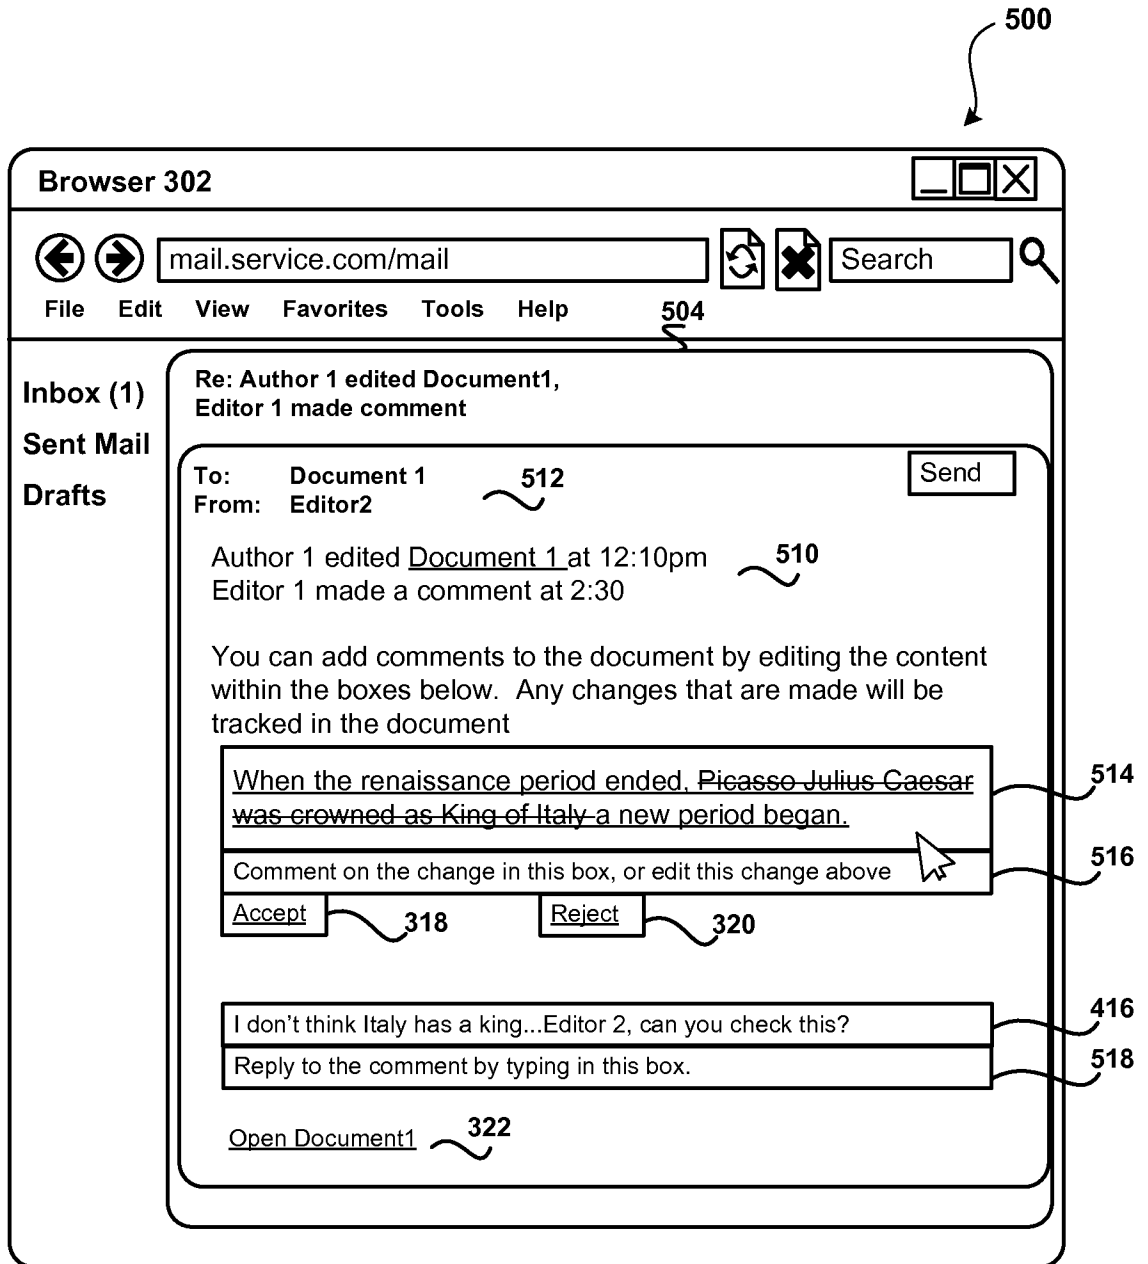 500
Browser 302
mail.service.com/mail
Search
File Edit View Favorites Tools Help
504
Inbox (1)
Sent Mail
Drafts
Re: Author 1 edited Document1,
Editor 1 made comment
To: Document 1
From: Editor2
512
Send
Author 1 edited Document 1 at 12:10pm
Editor 1 made a comment at 2:30
510
You can add comments to the document by editing the content
within the boxes below. Any changes that are made will be
tracked in the document
When the renaissance period ended, Picasso Julius Caesar
was crowned as King of Italy a new period began.
514
Comment on the change in this box, or edit this change above
516
Accept
318
Reject
320
I don't think Italy has a king...Editor 2, can you check this?
416
Reply to the comment by typing in this box.
518
Open Document1
322